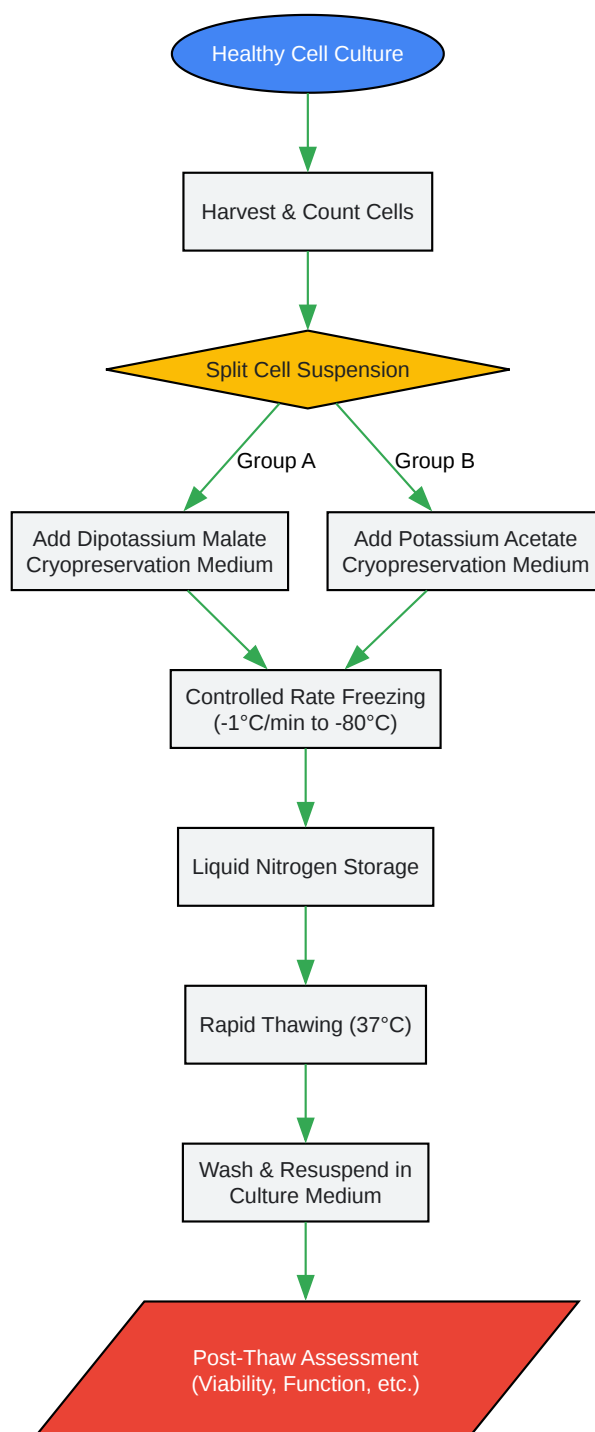 Healthy Cell Culture
Harvest & Count Cells
Split Cell Suspension
Group A
Group B
Add Dipotassium Malate
Cryopreservation Medium
Add Potassium Acetate
Cryopreservation Medium
Controlled Rate Freezing
(-1°C/min to -80°C)
Liquid Nitrogen Storage
Rapid Thawing (37°C)
Wash & Resuspend in
Culture Medium
Post-Thaw Assessment
(Viability, Function, etc.)